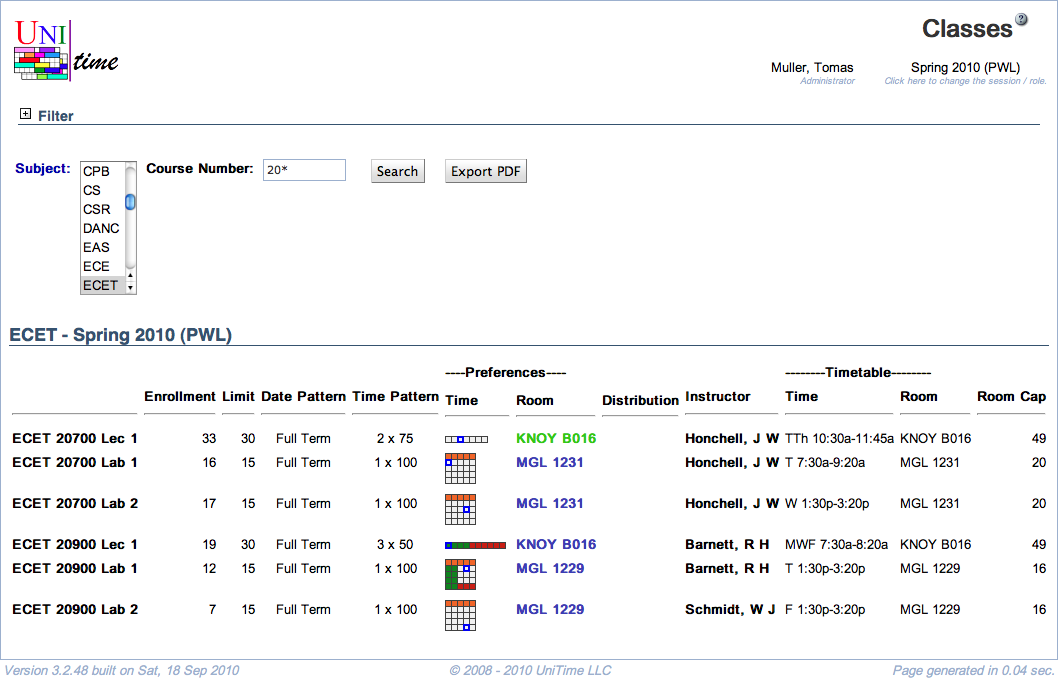 UNI
time
Classes
Muller, Tomas
Administrator
Spring 2010 (PWL)
Click here to change the session / role.
Filter
Subject: Course Number: 20* Search Export PDF
CPB
CS
CSR
DANC
EAS
ECE
ECET
ECET - Spring 2010 (PWL)
----Preferences---- --------Timetable--------
Enrollment Limit Date Pattern Time Pattern Time Room Distribution Instructor Time Room Room Cap
ECET 20700 Lec 1 33 30 Full Term 2 x 75 KNOY B016 Honchell, J W TTh 10:30a-11:45a KNOY B016 49
ECET 20700 Lab 1 16 15 Full Term 1 x 100 MGL 1231 Honchell, J W T 7:30a-9:20a MGL 1231 20
ECET 20700 Lab 2 17 15 Full Term 1 x 100 MGL 1231 Honchell, J W W 1:30p-3:20p MGL 1231 20
ECET 20900 Lec 1 19 30 Full Term 3 x 50 KNOY B016 Barnett, R H MWF 7:30a-8:20a KNOY B016 49
ECET 20900 Lab 1 12 15 Full Term 1 x 100 MGL 1229 Barnett, R H T 1:30p-3:20p MGL 1229 16
ECET 20900 Lab 2 7 15 Full Term 1 x 100 MGL 1229 Schmidt, W J F 1:30p-3:20p MGL 1229 16
Version 3.2.48 built on Sat, 18 Sep 2010 © 2008 - 2010 UniTime LLC Page generated in 0.04 sec.